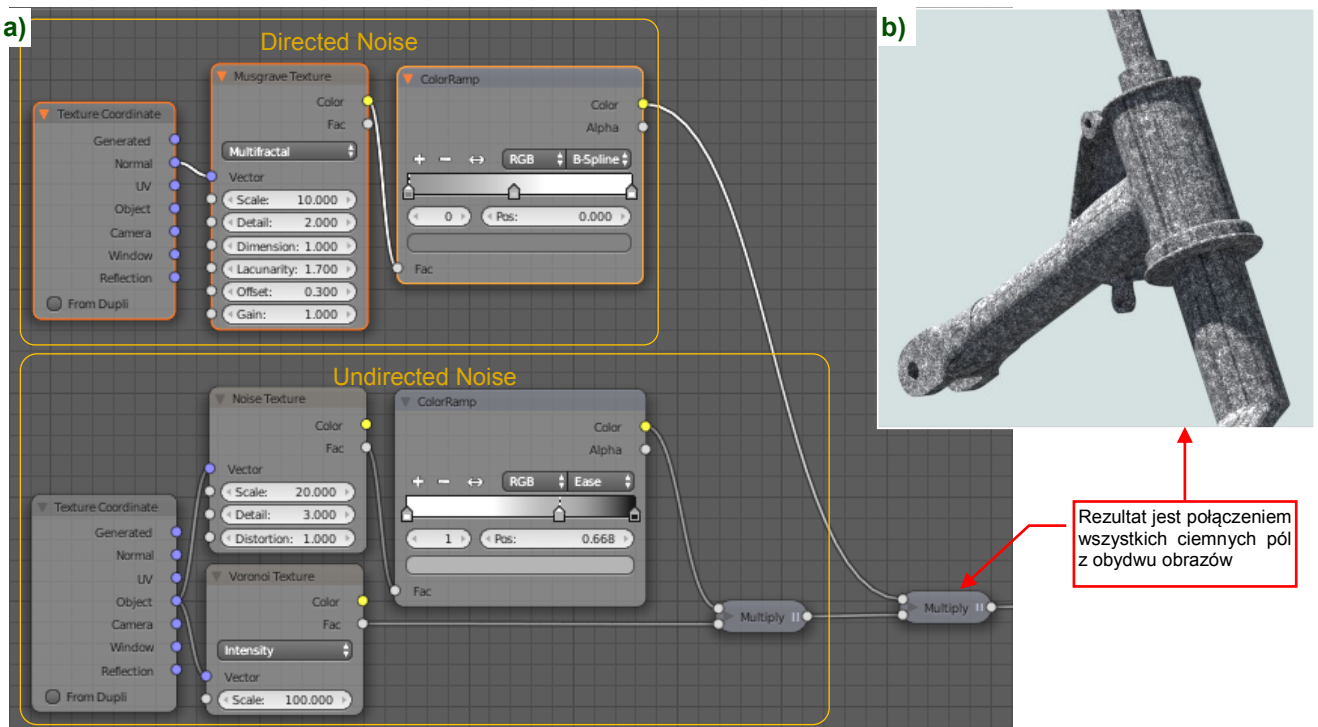 a)
Directed Noise
Texture Coordinate
Generated
Normal
UV
Object
Camera
Window
Reflection
From Dupli
Musgrave Texture
Color
Fac
Multifractal
Vector
Scale: 10.000
Detail: 2.000
Dimension: 1.000
Lacunarity: 1.700
Offset: 0.300
Gain: 1.000
ColorRamp
Color
Alpha
RGB B-Spline
0 Pos: 0.000
Fac
Undirected Noise
Texture Coordinate
Generated
Normal
UV
Object
Camera
Window
Reflection
From Dupli
Noise Texture
Color
Fac
Vector
Scale: 20.000
Detail: 3.000
Distortion: 1.000
Voronoi Texture
Color
Fac
Intensity
Vector
Scale: 100.000
ColorRamp
Color
Alpha
RGB Ease
1 Pos: 0.668
Fac
Multiply
Multiply
b)
Rezultat jest połączeniem
wszystkich ciemnych pól
z obydwu obrazów